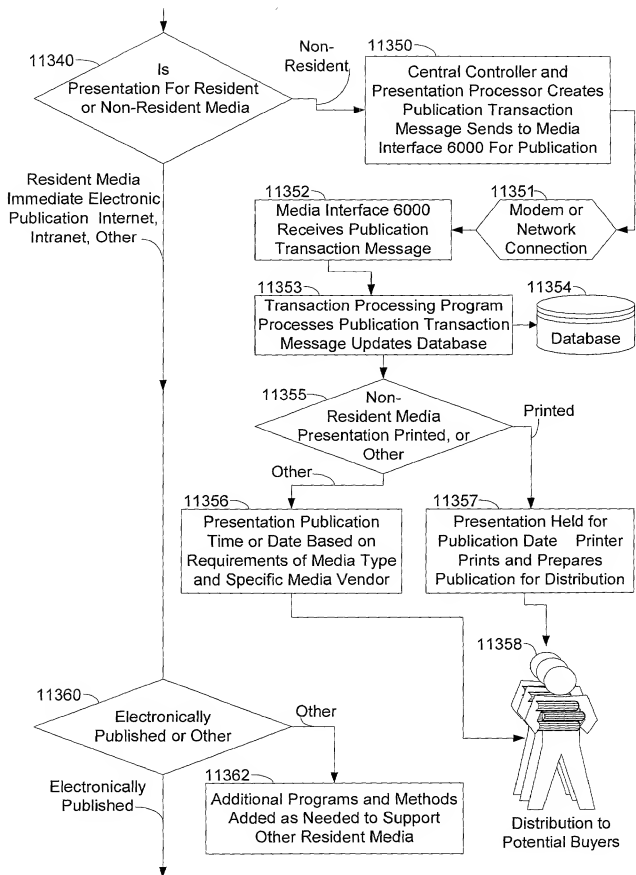 11340
Is
Presentation For Resident
or Non-Resident Media
Non-
Resident
11350
Central Controller and
Presentation Processor Creates
Publication Transaction
Message Sends to Media
Interface 6000 For Publication
Resident Media
Immediate Electronic
Publication Internet,
Intranet, Other
11351
Modem or
Network
Connection
11352
Media Interface 6000
Receives Publication
Transaction Message
11353
Transaction Processing Program
Processes Publication Transaction
Message Updates Database
11354
Database
11355
Non-
Resident Media
Presentation Printed, or
Other
Printed
Other
11356
Presentation Publication
Time or Date Based on
Requirements of Media Type
and Specific Media Vendor
11357
Presentation Held for
Publication Date Printer
Prints and Prepares
Publication for Distribution
11358
Distribution to
Potential Buyers
11360
Electronically
Published or Other
Other
Electronically
Published
11362
Additional Programs and Methods
Added as Needed to Support
Other Resident Media